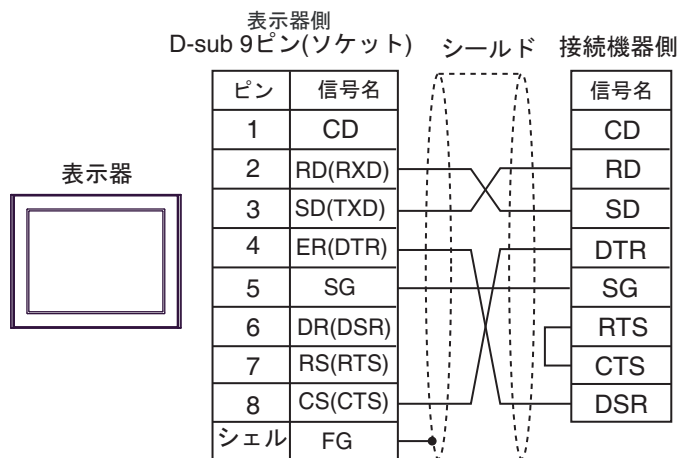 表示器側
D-sub 9ピン(ソケット)
シールド
接続機器側
表示器
ピン 信号名 信号名
1 CD CD
2 RD(RXD) RD
3 SD(TXD) SD
4 ER(DTR) DTR
5 SG SG
6 DR(DSR) RTS
7 RS(RTS) CTS
8 CS(CTS) DSR
シェル FG